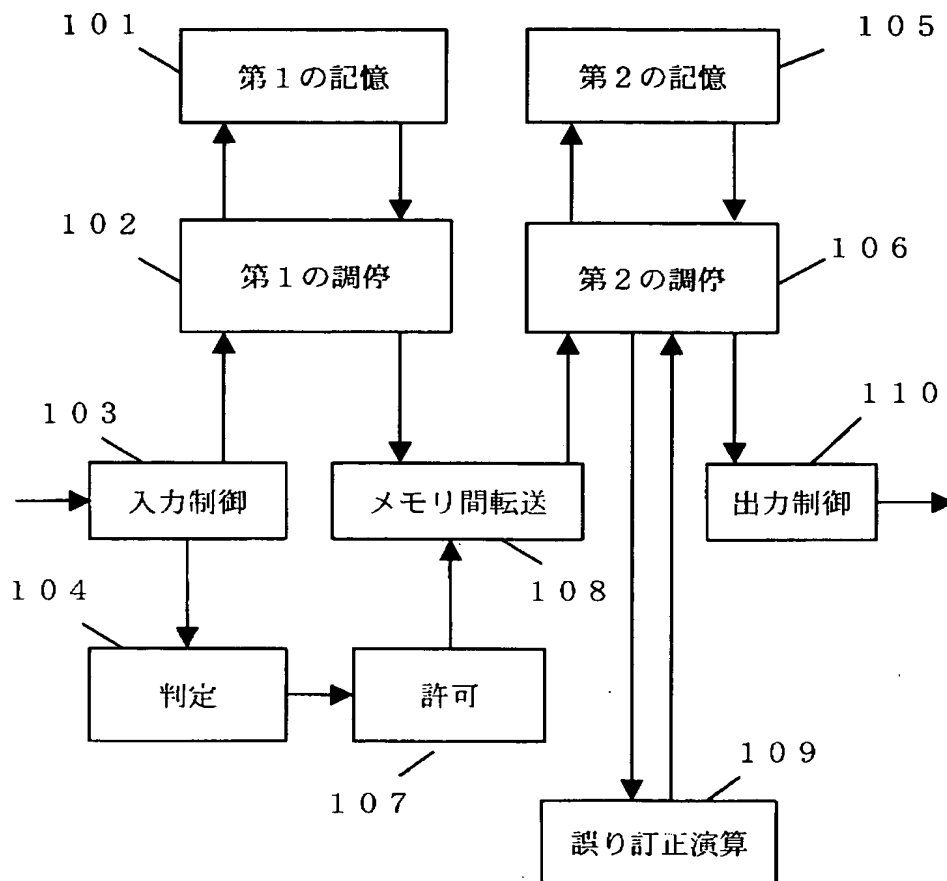 １０１
第１の記憶
第２の記憶
１０５
１０２
第１の調停
第２の調停
１０６
１０３
入力制御
メモリ間転送
１１０
出力制御
１０４
１０８
判定
許可
１０７
１０９
誤り訂正演算